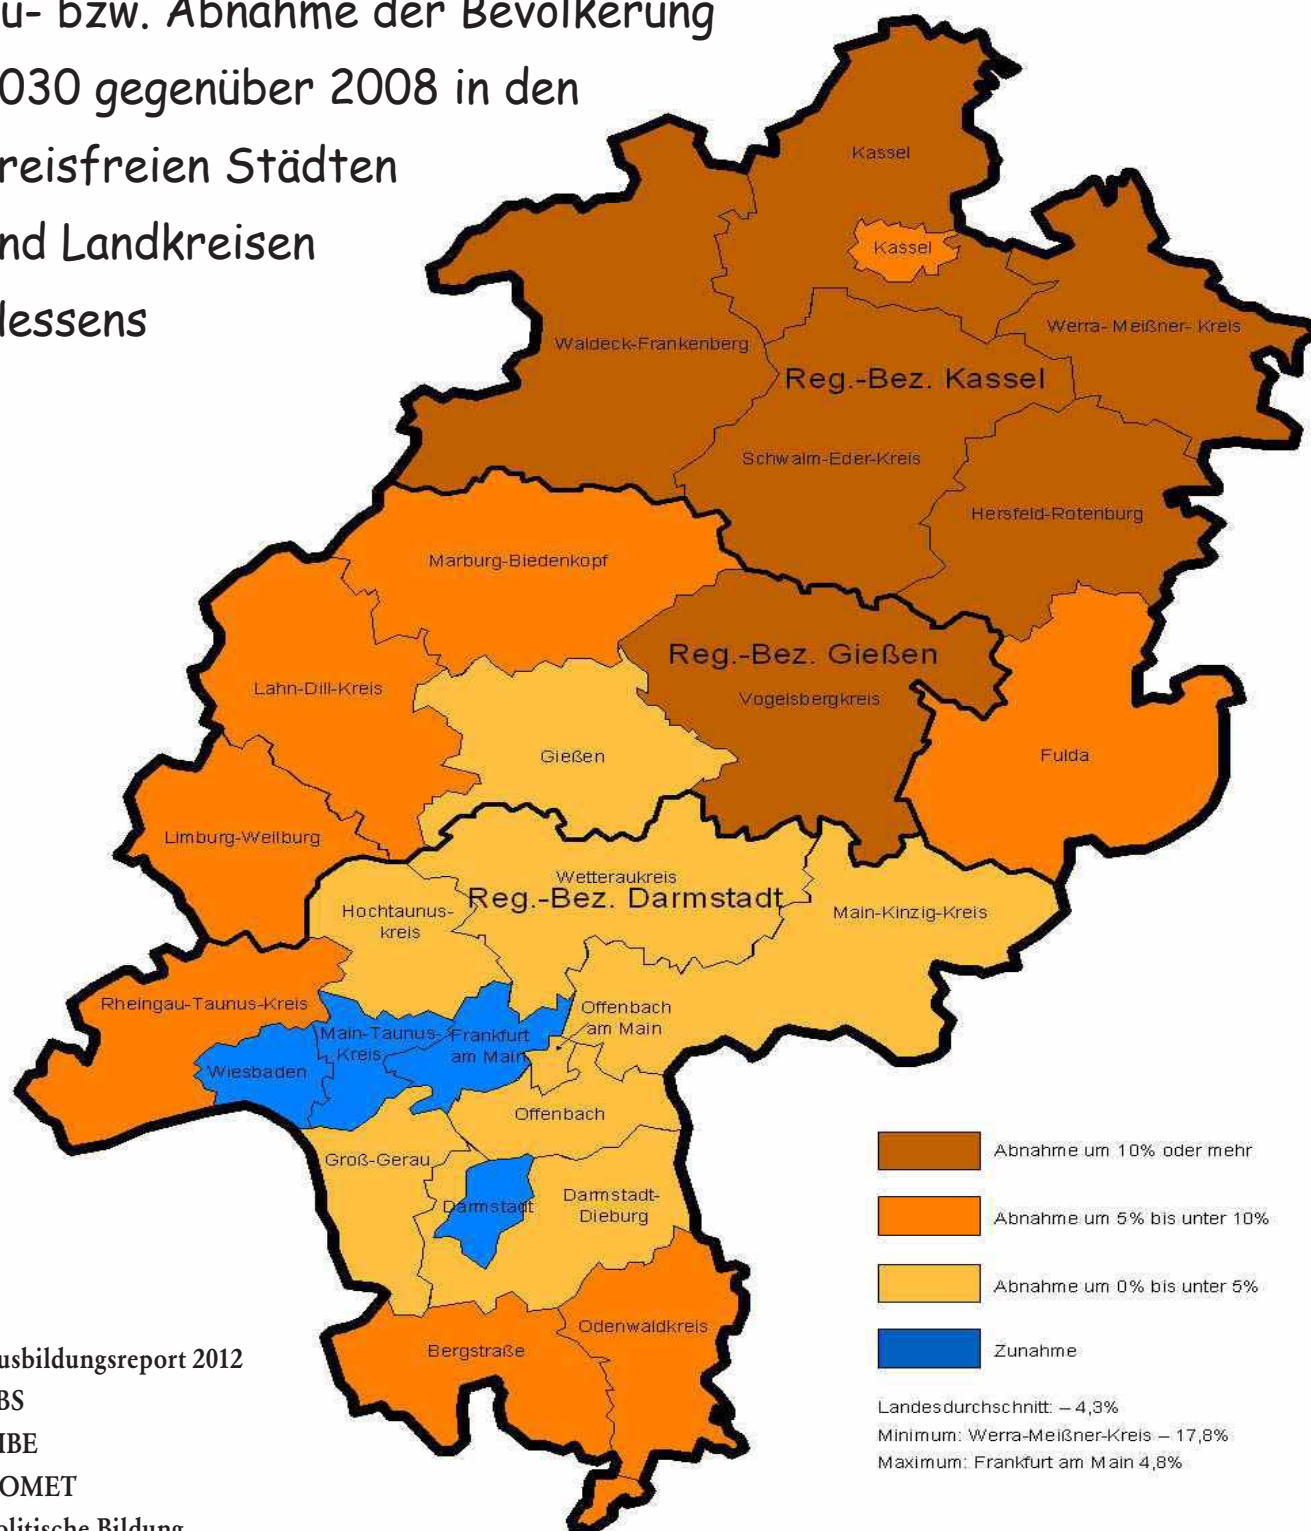 u- bzw. Abnahme der Bevölkerung
030 gegenüber 2008 in den
reisfreien Städten
nd Landkreisen
lessens
Kassel
Kassel
Werra- Meißner- Kreis
Waldeck-Frankenberg
Reg.-Bez. Kassel
Schwalm-Eder-Kreis
Hersfeld-Rotenburg
Marburg-Biedenkopf
Reg.-Bez. Gießen
Lahn-Dill-Kreis
Vogelsbergkreis
Gießen
Fulda
Limburg-Weilburg
Wetteraukreis
Reg.-Bez. Darmstadt
Hochtaunus-
kreis
Main-Kinzig-Kreis
Rheingau-Taunus-Kreis
Offenbach
am Main
Main-Taunus-
Kreis
Frankfurt
am Main
Wiesbaden
Offenbach
Groß-Gerau
Darmstadt
Darmstadt-
Dieburg
Odenwaldkreis
Bergstraße
Abnahme um 10% oder mehr
Abnahme um 5% bis unter 10%
Abnahme um 0% bis unter 5%
Zunahme
Landesdurchschnitt: – 4,3%
Minimum: Werra-Meißner-Kreis – 17,8%
Maximum: Frankfurt am Main 4,8%
usbildungsreport 2012
BS
IBE
OMET
olitische Bildung